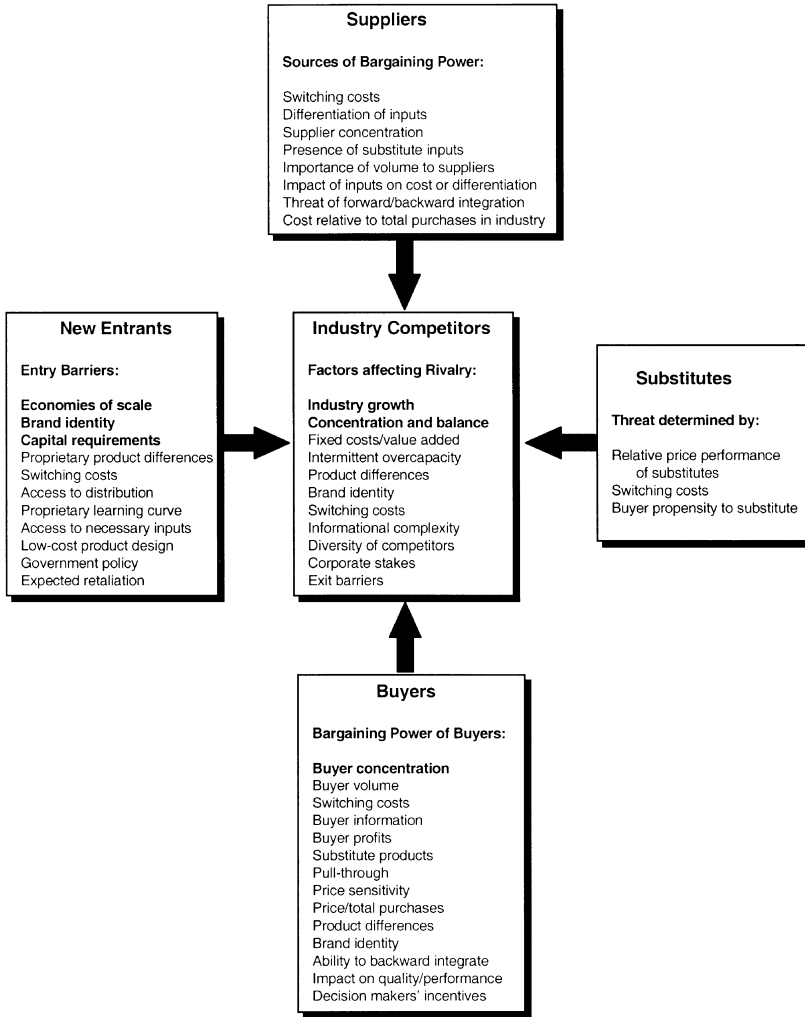 Suppliers
Sources of Bargaining Power:
Switching costs
Differentiation of inputs
Supplier concentration
Presence of substitute inputs
Importance of volume to suppliers
Impact of inputs on cost or differentiation
Threat of forward/backward integration
Cost relative to total purchases in industry
New Entrants
Entry Barriers:
Economies of scale
Brand identity
Capital requirements
Proprietary product differences
Switching costs
Access to distribution
Proprietary learning curve
Access to necessary inputs
Low-cost product design
Government policy
Expected retaliation
Industry Competitors
Factors affecting Rivalry:
Industry growth
Concentration and balance
Fixed costs/value added
Intermittent overcapacity
Product differences
Brand identity
Switching costs
Informational complexity
Diversity of competitors
Corporate stakes
Exit barriers
Substitutes
Threat determined by:
Relative price performance
of substitutes
Switching costs
Buyer propensity to substitute
Buyers
Bargaining Power of Buyers:
Buyer concentration
Buyer volume
Switching costs
Buyer information
Buyer profits
Substitute products
Pull-through
Price sensitivity
Price/total purchases
Product differences
Brand identity
Ability to backward integrate
Impact on quality/performance
Decision makers' incentives